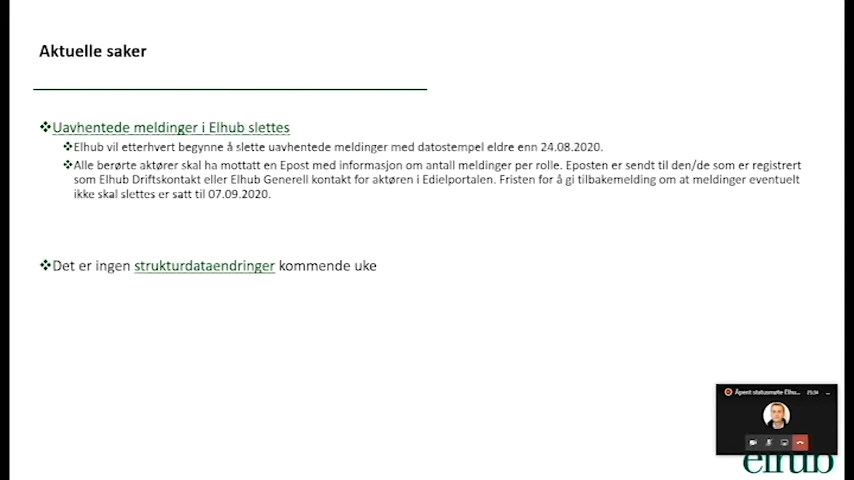 Aktuelle saker
❖Uavhentede meldinger i Elhub slettes
❖Elhub vil etterhvert begynne å slette uavhentede meldinger med datostempel eldre enn 24.08.2020.
❖Alle berørte aktører skal ha mottatt en Epost med informasjon om antall meldinger per rolle. Eposten er sendt til den/de som er registrert
som Elhub Driftskontakt eller Elhub Generell kontakt for aktøren i Edielportalen. Fristen for å gi tilbakemelding om at meldinger eventuelt
ikke skal slettes er satt til 07.09.2020.
❖Det er ingen strukturdataendringer kommende uke
Åpent statusmøte Elhu...
elhub